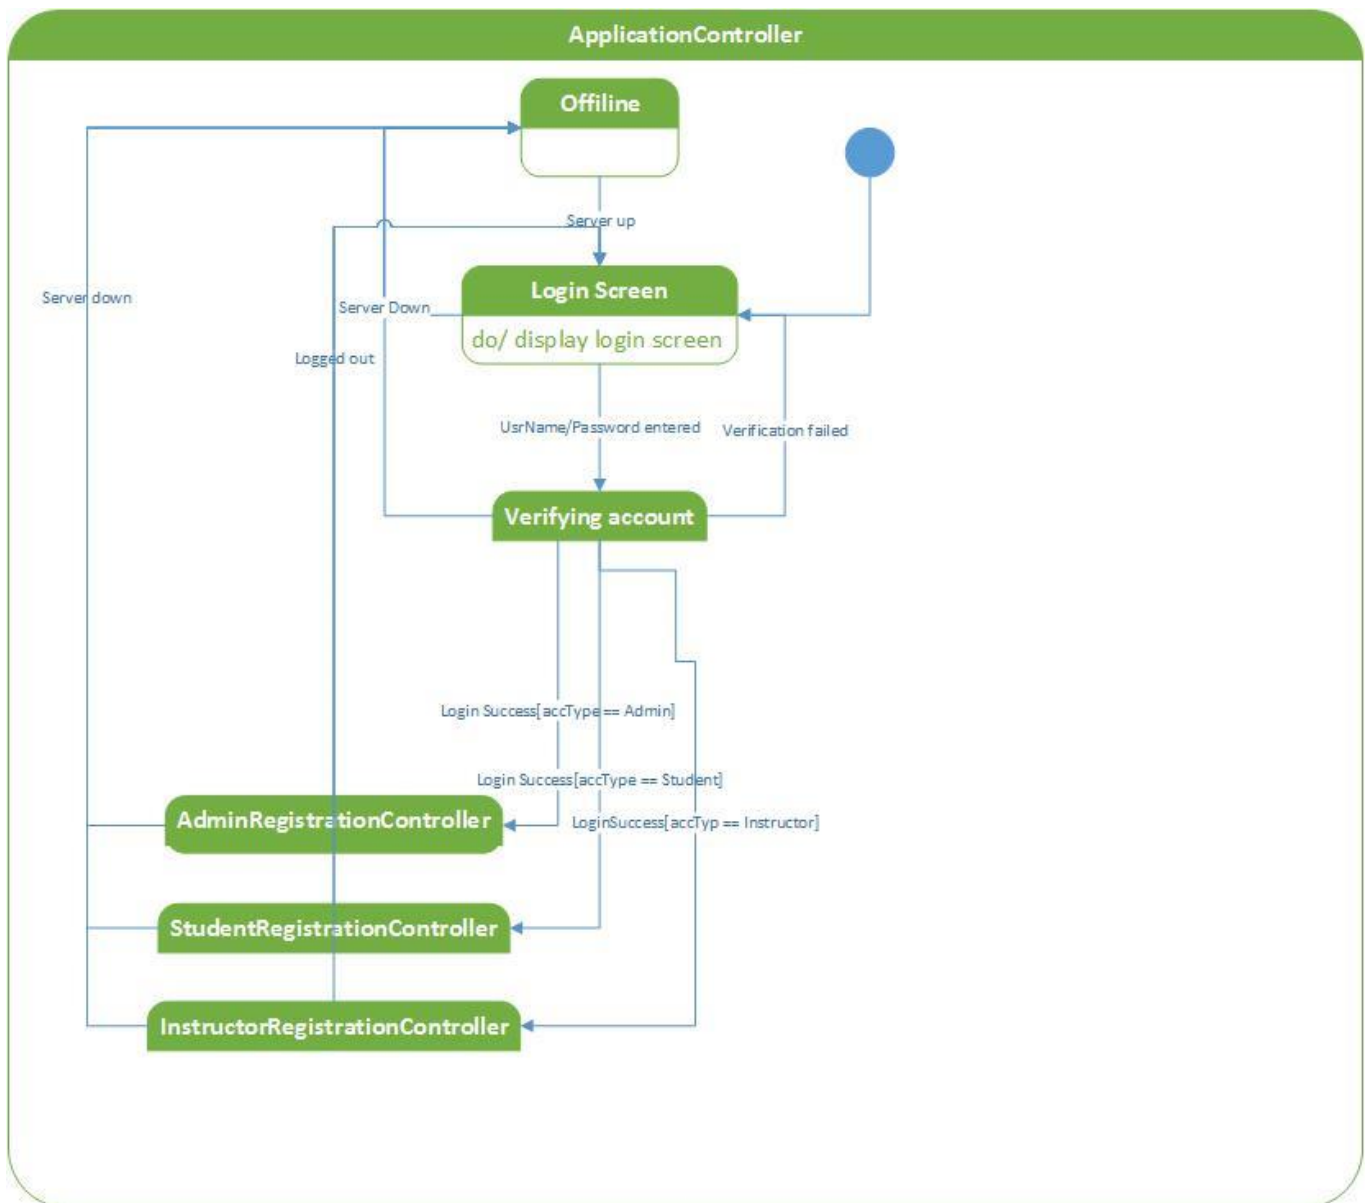 ApplicationController
Offiline
Server up
Login Screen
do/ display login screen
Server down
Server Down
Logged out
UsrName/Password entered
Verification failed
Verifying account
Login Success[accType == Admin]
Login Success[accType == Student]
LoginSuccess[accTyp == Instructor]
AdminRegistrationController
StudentRegistrationController
InstructorRegistrationController